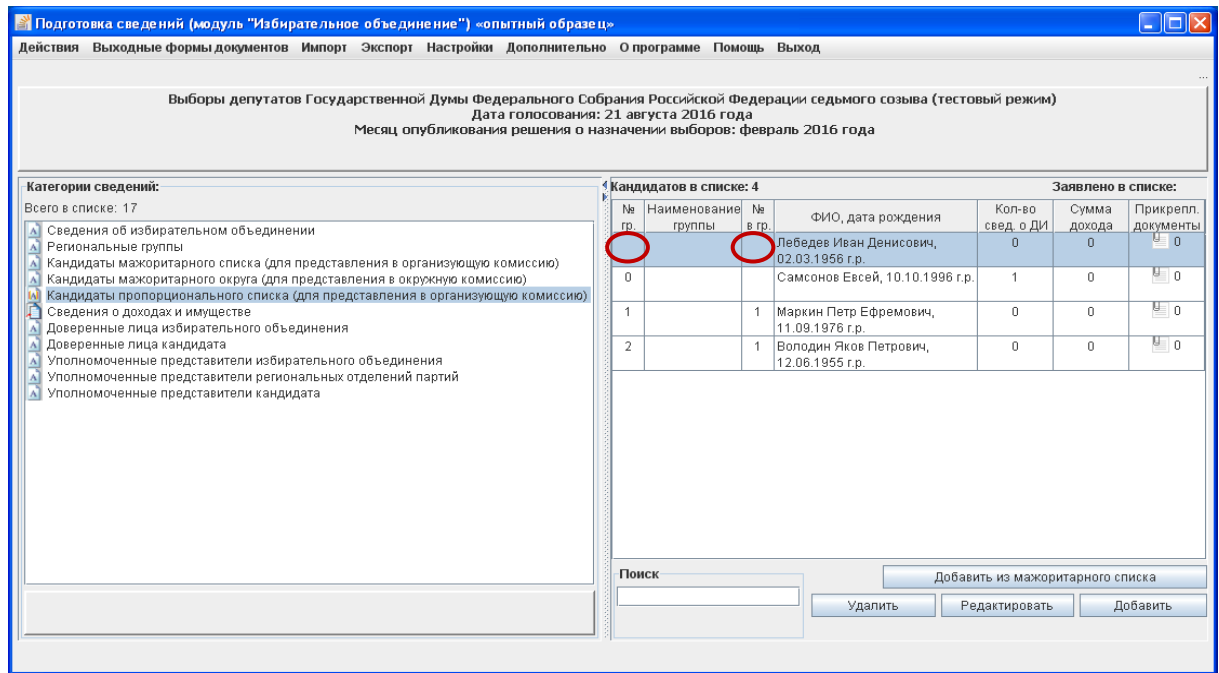 Подготовка сведений (модуль "Избирательное объединение") «опытный образец»
Действия Выходные формы документов Импорт Экспорт Настройки Дополнительно О программе Помощь Выход
...
Выборы депутатов Государственной Думы Федерального Собрания Российской Федерации седьмого созыва (тестовый режим)
Дата голосования: 21 августа 2016 года
Месяц опубликования решения о назначении выборов: февраль 2016 года
Категории сведений:
Всего в списке: 17
Сведения об избирательном объединении
Региональные группы
Кандидаты мажоритарного списка (для представления в организующую комиссию)
Кандидаты мажоритарного округа (для представления в окружную комиссию)
Кандидаты пропорционального списка (для представления в организующую комиссию)
Сведения о доходах и имуществе
Доверенные лица избирательного объединения
Доверенные лица кандидата
Уполномоченные представители избирательного объединения
Уполномоченные представители региональных отделений партий
Уполномоченные представители кандидата
Кандидатов в списке: 4 Заявлено в списке:
№ Наименование № ФИО, дата рождения Кол-во Сумма Прикрепл.
гр. группы в гр. свед. о ДИ дохода документы
Лебедев Иван Денисович, 0 0 0
02.03.1956 г.р.
0 Самсонов Евсей, 10.10.1996 г.р. 1 0 0
1 1 Маркин Петр Ефремович, 0 0 0
11.09.1976 г.р.
2 1 Володин Яков Петрович, 0 0 0
12.06.1955 г.р.
Поиск
Добавить из мажоритарного списка
Удалить Редактировать Добавить